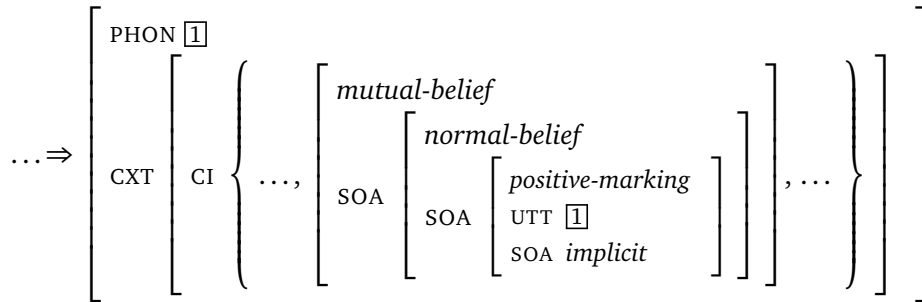 PHON 1
mutual-belief
normal-belief
…⇒ CXT CI { …, SOA SOA positive-marking , … }
UTT 1
SOA implicit